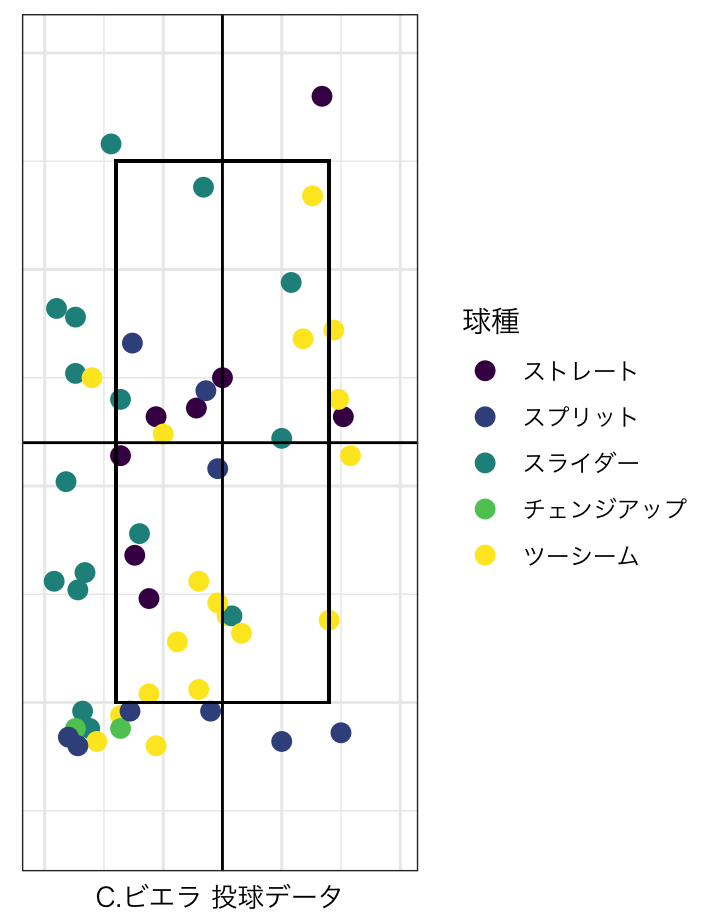 球種
ストレート
スプリット
スライダー
チェンジアップ
ツーシーム
C.ビエラ 投球データ